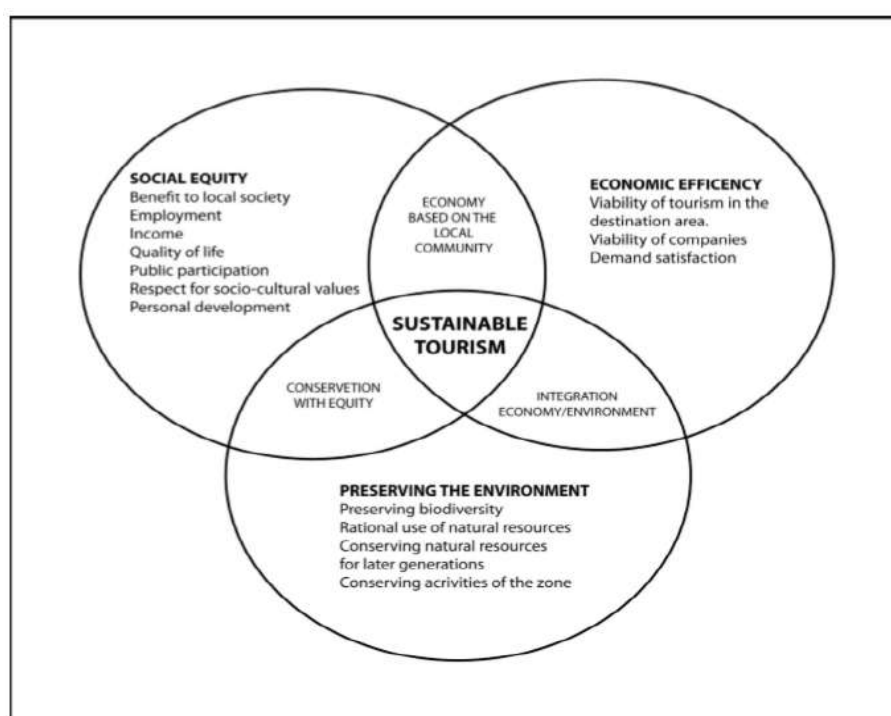 SOCIAL EQUITY
Benefit to local society
Employment
Income
Quality of life
Public participation
Respect for socio-cultural values
Personal development
ECONOMY
BASED ON THE
LOCAL
COMMUNITY
ECONOMIC EFFICENCY
Viability of tourism in the
destination area.
Viability of companies
Demand satisfaction
SUSTAINABLE
TOURISM
CONSERVETION
WITH EQUITY
INTEGRATION
ECONOMY/ENVIRONMENT
PRESERVING THE ENVIRONMENT
Preserving biodiversity
Rational use of natural resources
Conserving natural resources
for later generations
Conserving acrivities of the zone